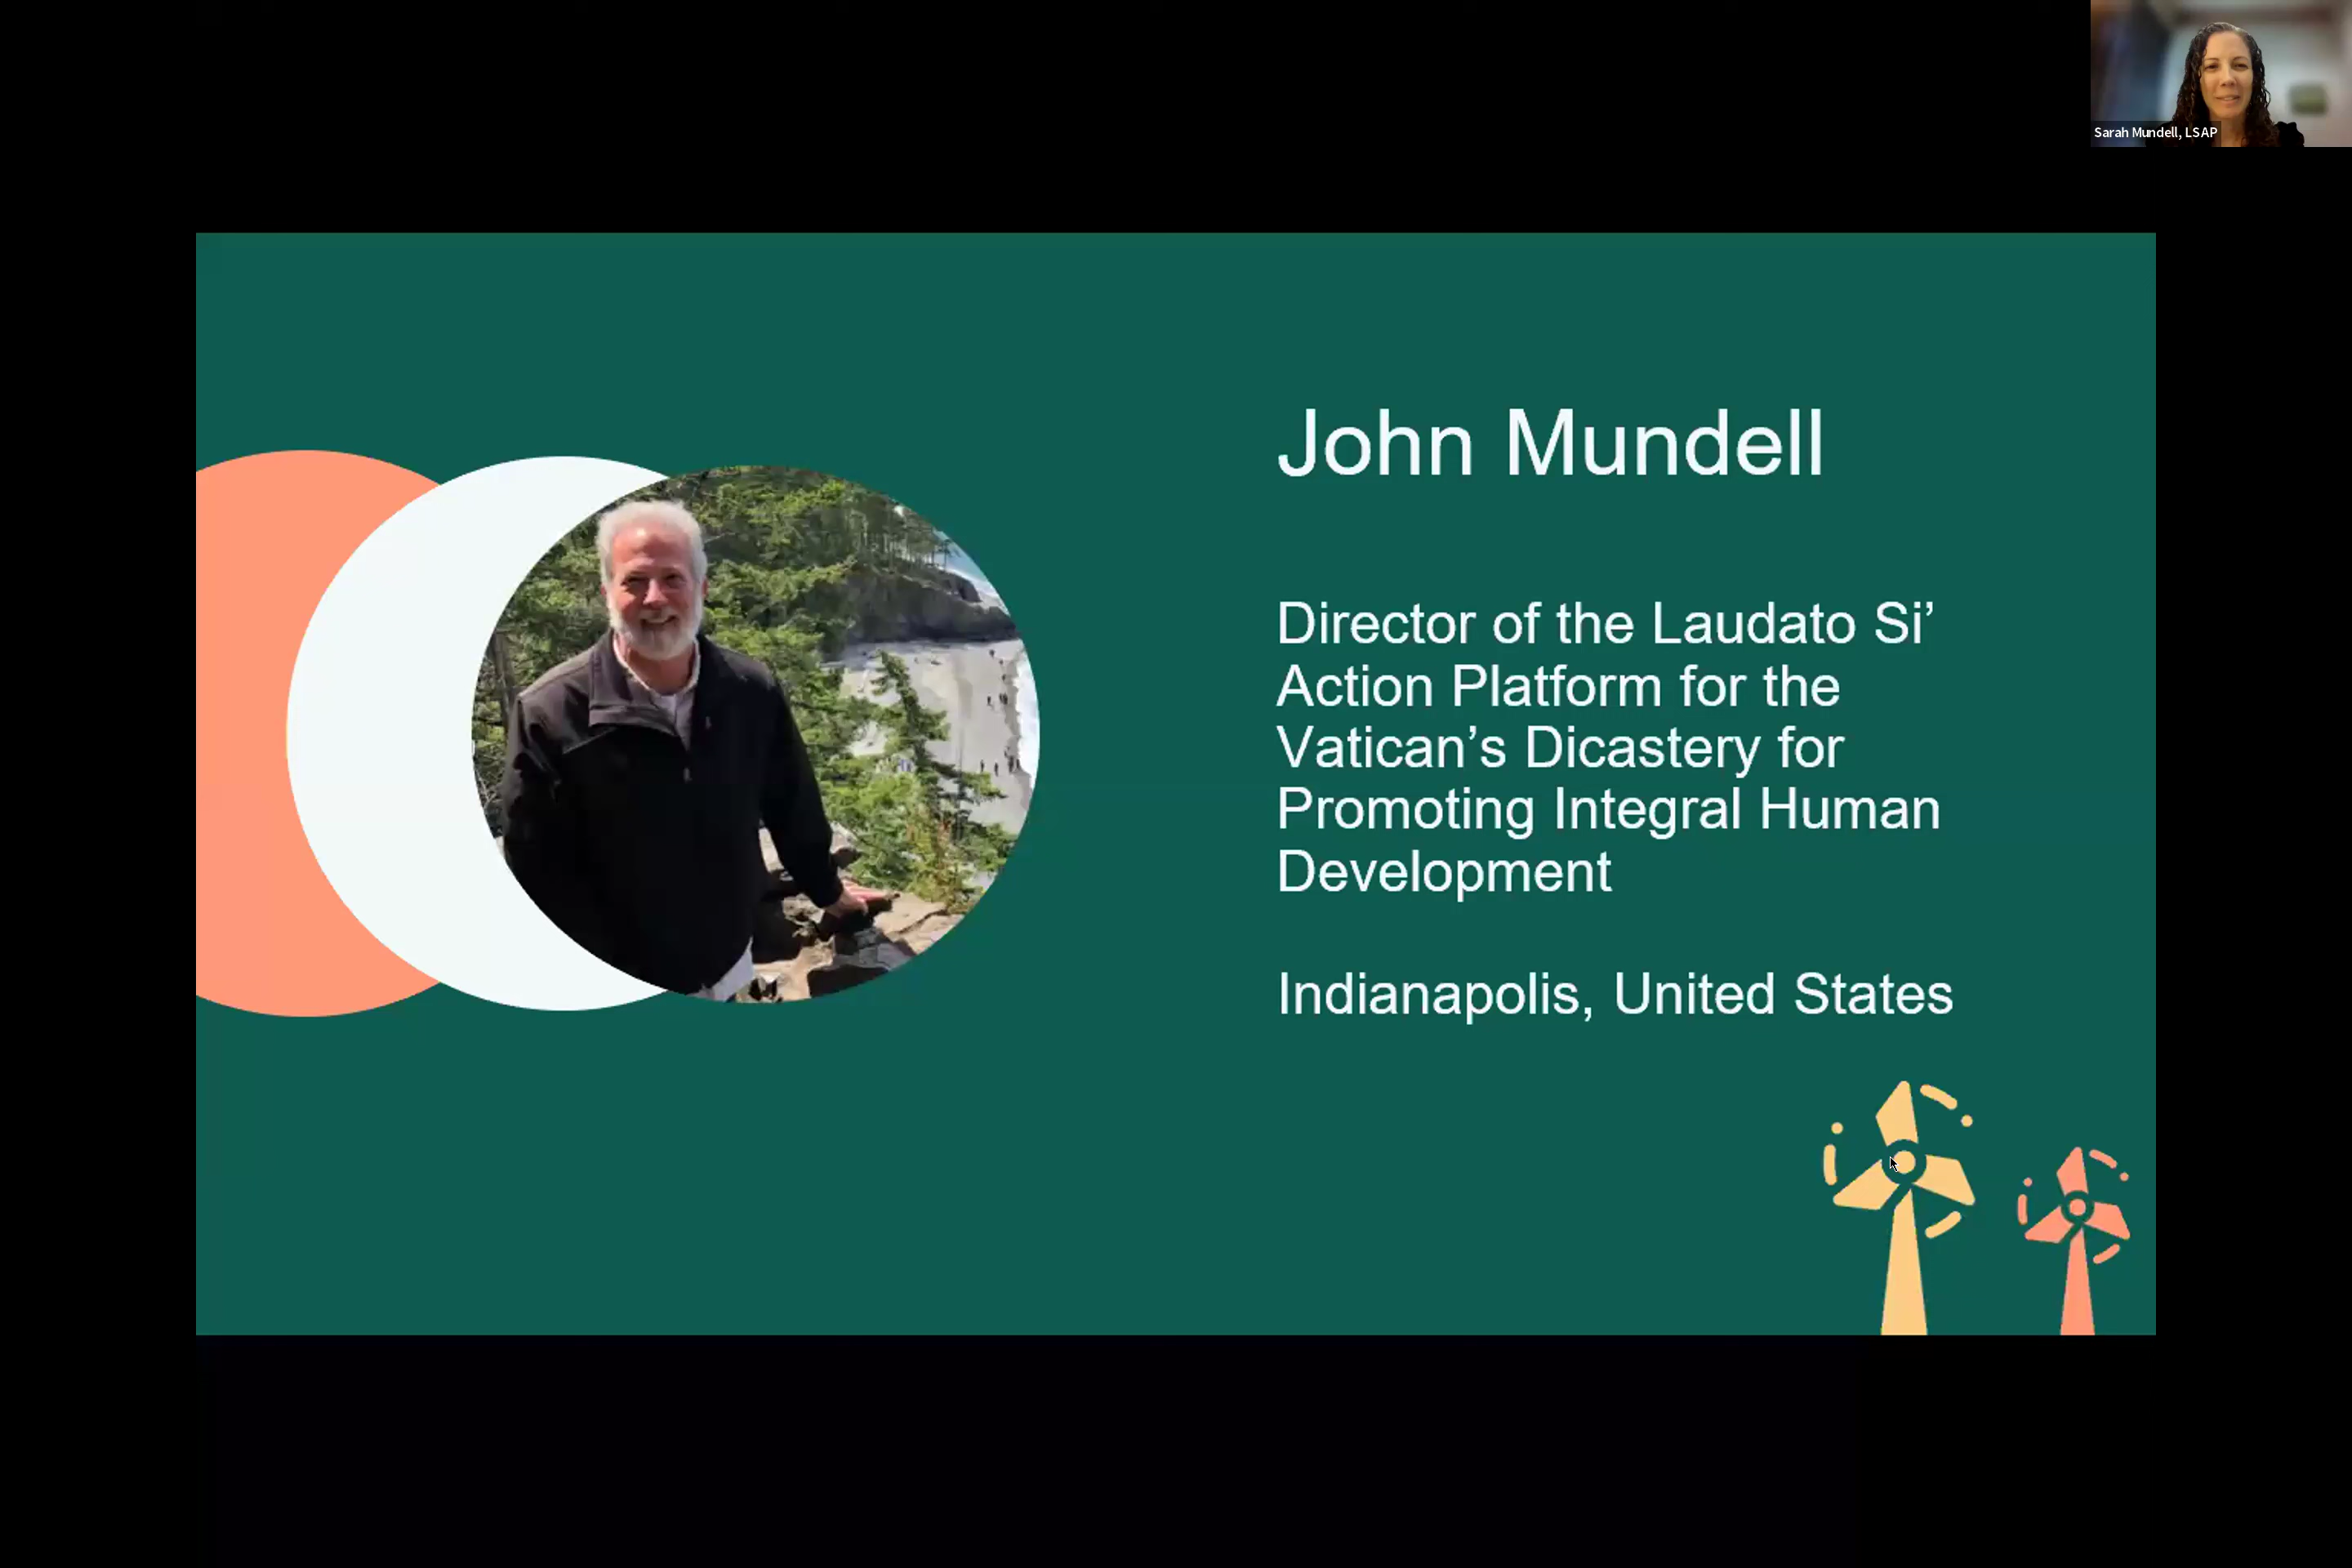 Sarah Mundell, LSAP
John Mundell
Director of the Laudato Si’
Action Platform for the
Vatican’s Dicastery for
Promoting Integral Human
Development
Indianapolis, United States